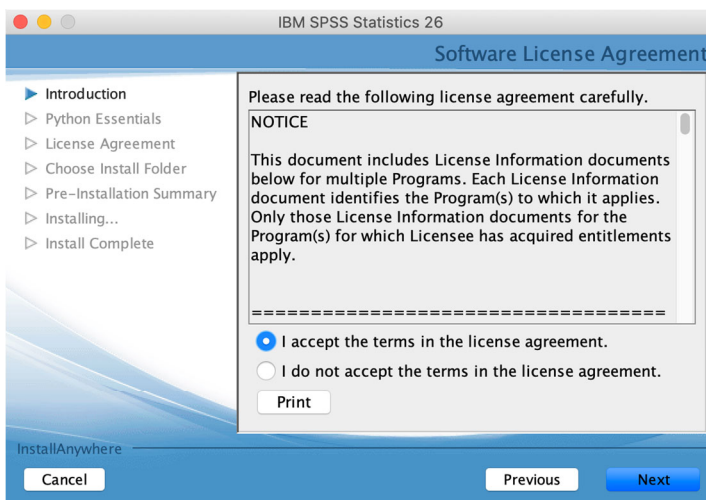 IBM SPSS Statistics 26
Software License Agreement
Introduction
Python Essentials
License Agreement
Choose Install Folder
Pre-Installation Summary
Installing...
Install Complete
Please read the following license agreement carefully.
NOTICE
This document includes License Information documents
below for multiple Programs. Each License Information
document identifies the Program(s) to which it applies.
Only those License Information documents for the
Program(s) for which Licensee has acquired entitlements
apply.
==================================
I accept the terms in the license agreement.
I do not accept the terms in the license agreement.
Print
InstallAnywhere
Cancel
Previous
Next